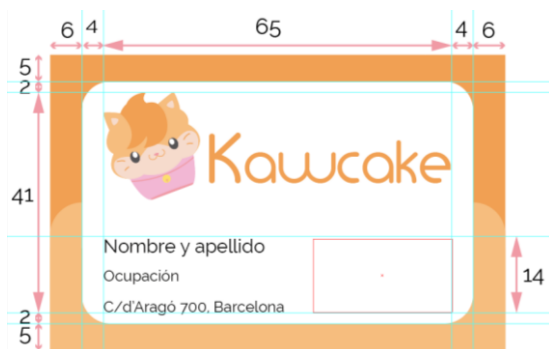 6 4 65 4 6
5
2
Kawcake
41
Nombre y apellido
Ocupación
14
C/d'Aragó 700, Barcelona
2
5